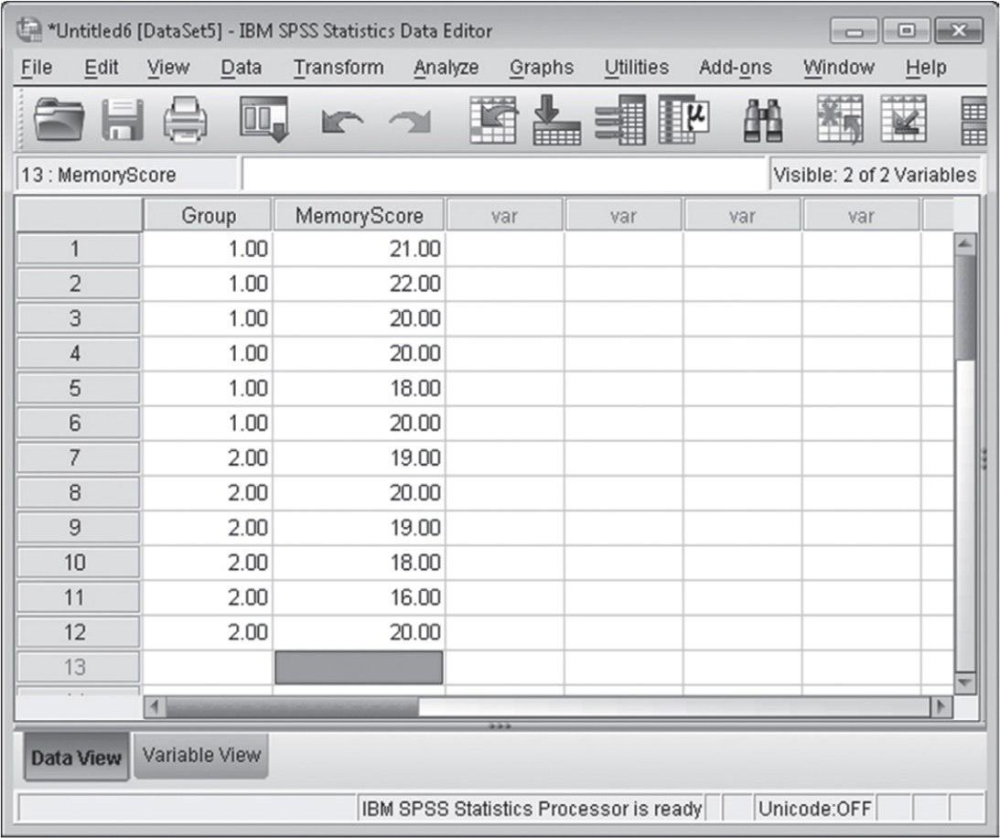 *Untitled6 [DataSet5] - IBM SPSS Statistics Data Editor
File Edit View Data Transform Analyze Graphs Utilities Add-ons Window Help
µ
13 : MemoryScore Visible: 2 of 2 Variables
Group MemoryScore var var var var
1 1.00 21.00
2 1.00 22.00
3 1.00 20.00
4 1.00 20.00
5 1.00 18.00
6 1.00 20.00
7 2.00 19.00
8 2.00 20.00
9 2.00 19.00
10 2.00 18.00
11 2.00 16.00
12 2.00 20.00
13
Data View Variable View
IBM SPSS Statistics Processor is ready Unicode:OFF